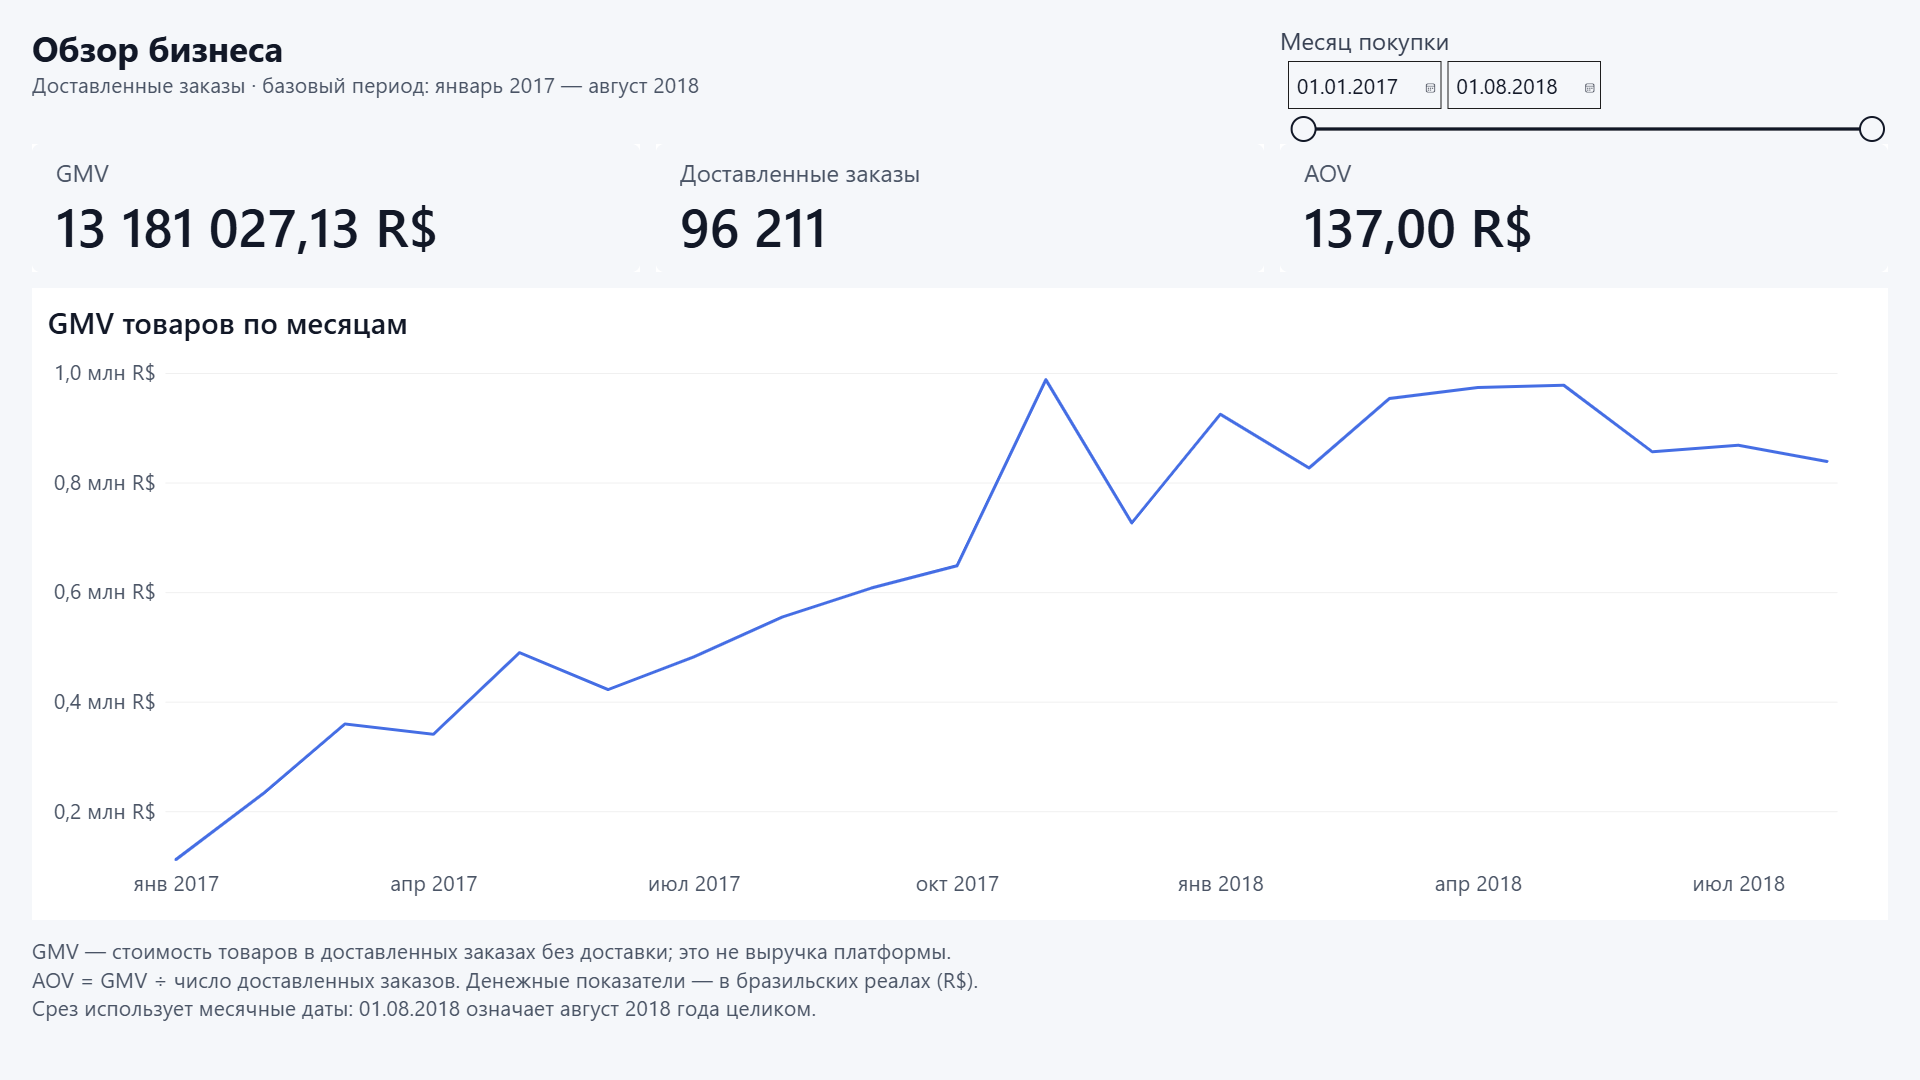 Обзор бизнеса
Доставленные заказы · базовый период: январь 2017 — август 2018
Месяц покупки
01.01.2017
01.08.2018
GMV
13 181 027,13 R$
Доставленные заказы
96 211
AOV
137,00 R$
GMV товаров по месяцам
1,0 млн R$
0,8 млн R$
0,6 млн R$
0,4 млн R$
0,2 млн R$
янв 2017
апр 2017
июл 2017
окт 2017
янв 2018
апр 2018
июл 2018
GMV — стоимость товаров в доставленных заказах без доставки; это не выручка платформы.
AOV = GMV ÷ число доставленных заказов. Денежные показатели — в бразильских реалах (R$).
Срез использует месячные даты: 01.08.2018 означает август 2018 года целиком.